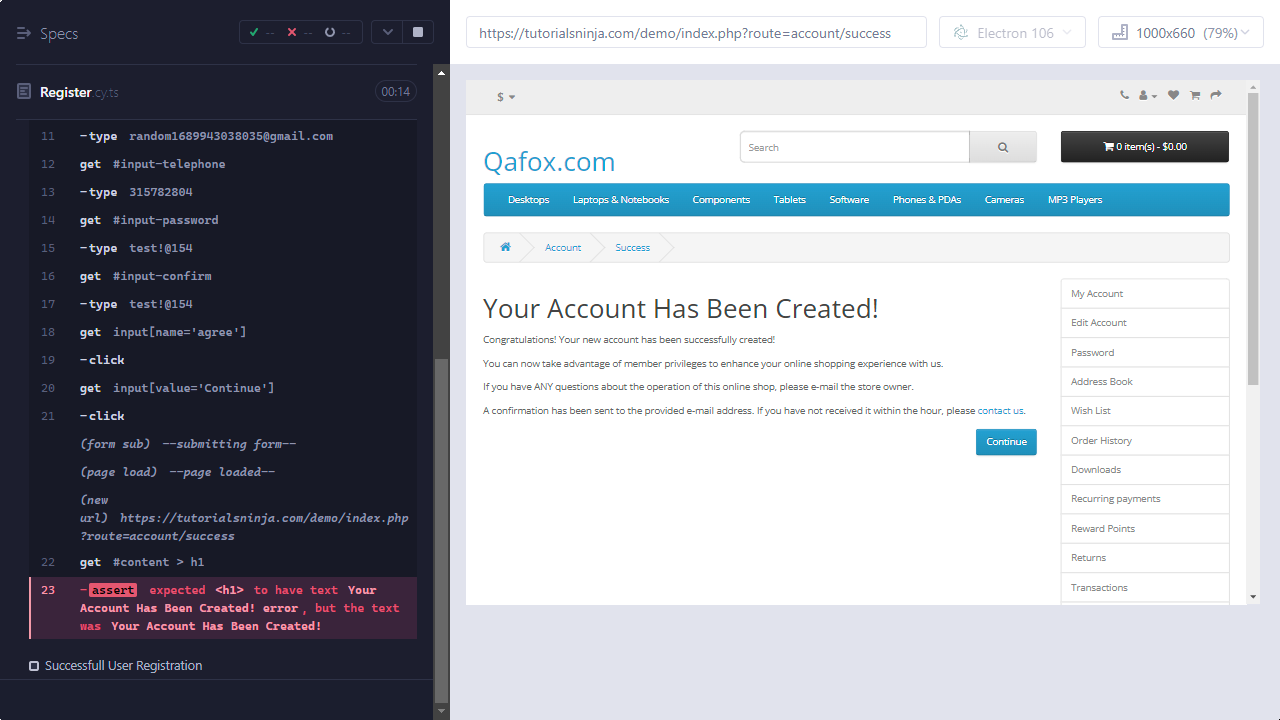 Specs
-- -- --
Register.cy.ts 00:14
11 -type random1689943038035@gmail.com
12 get #input-telephone
13 -type 315782804
14 get #input-password
15 -type test!@154
16 get #input-confirm
17 -type test!@154
18 get input[name='agree']
19 -click
20 get input[value='Continue']
21 -click
(form sub) --submitting form--
(page load) --page loaded--
(new
url) https://tutorialsninja.com/demo/index.php
?route=account/success
22 get #content > h1
23 -assert expected <h1> to have text Your
Account Has Been Created! error, but the text
was Your Account Has Been Created!
Successfull User Registration
https://tutorialsninja.com/demo/index.php?route=account/success
Electron 106
1000x660 (79%)
$
Qafox.com
Search
0 item(s) - $0.00
Desktops Laptops & Notebooks Components Tablets Software Phones & PDAs Cameras MP3 Players
Account Success
Your Account Has Been Created!
Congratulations! Your new account has been successfully created!
You can now take advantage of member privileges to enhance your online shopping experience with us.
If you have ANY questions about the operation of this online shop, please e-mail the store owner.
A confirmation has been sent to the provided e-mail address. If you have not received it within the hour, please contact us.
Continue
My Account
Edit Account
Password
Address Book
Wish List
Order History
Downloads
Recurring payments
Reward Points
Returns
Transactions